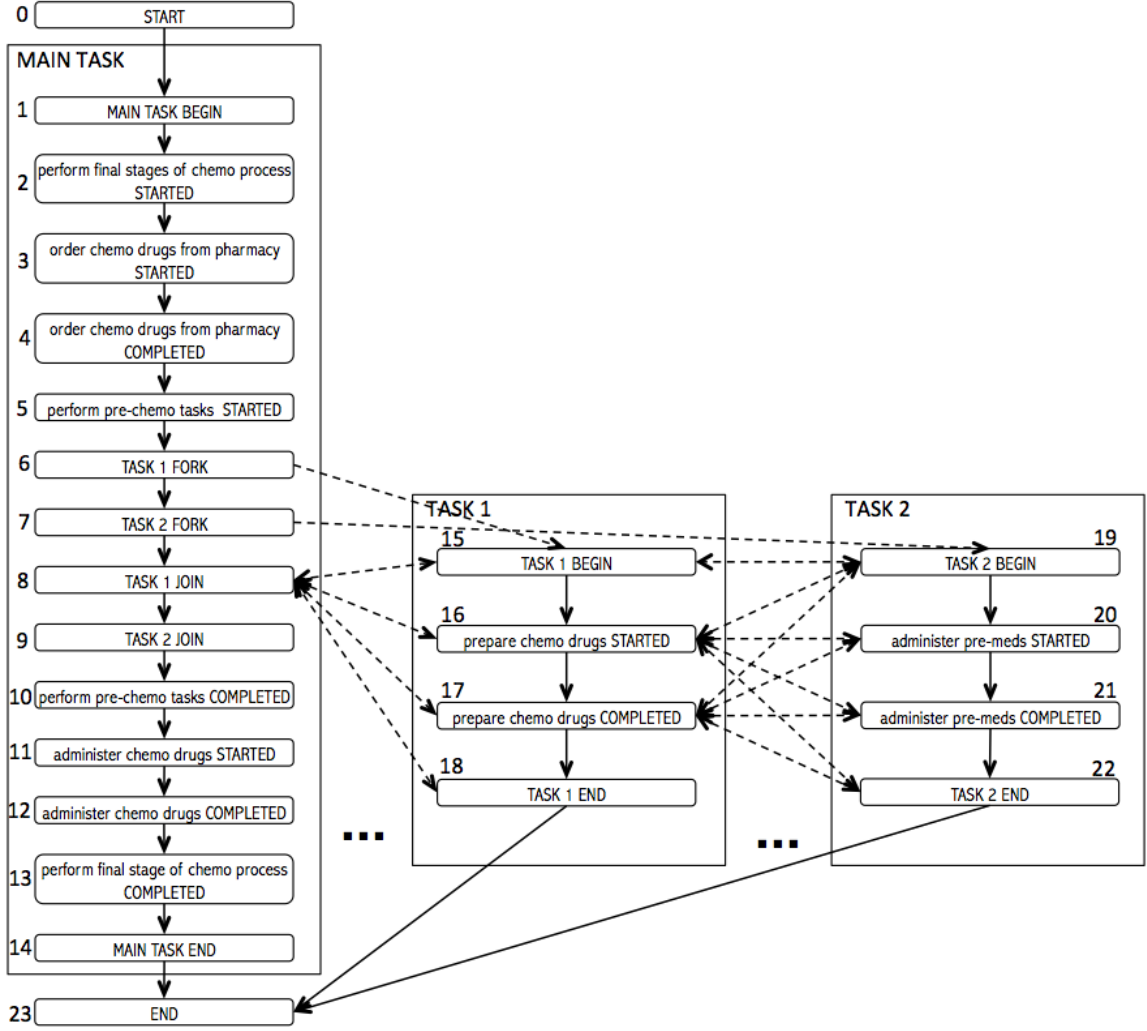 0 START
MAIN TASK
1 MAIN TASK BEGIN
2 perform final stages of chemo process
STARTED
3 order chemo drugs from pharmacy
STARTED
4 order chemo drugs from pharmacy
COMPLETED
5 perform pre-chemo tasks STARTED
6 TASK 1 FORK
7 TASK 2 FORK
8 TASK 1 JOIN
9 TASK 2 JOIN
10 perform pre-chemo tasks COMPLETED
11 administer chemo drugs STARTED
12 administer chemo drugs COMPLETED
13 perform final stage of chemo process
COMPLETED
14 MAIN TASK END
23 END
...
TASK 1
15
TASK 1 BEGIN
16
prepare chemo drugs STARTED
17
prepare chemo drugs COMPLETED
18
TASK 1 END
...
TASK 2
19
TASK 2 BEGIN
20
administer pre-meds STARTED
21
administer pre-meds COMPLETED
22
TASK 2 END